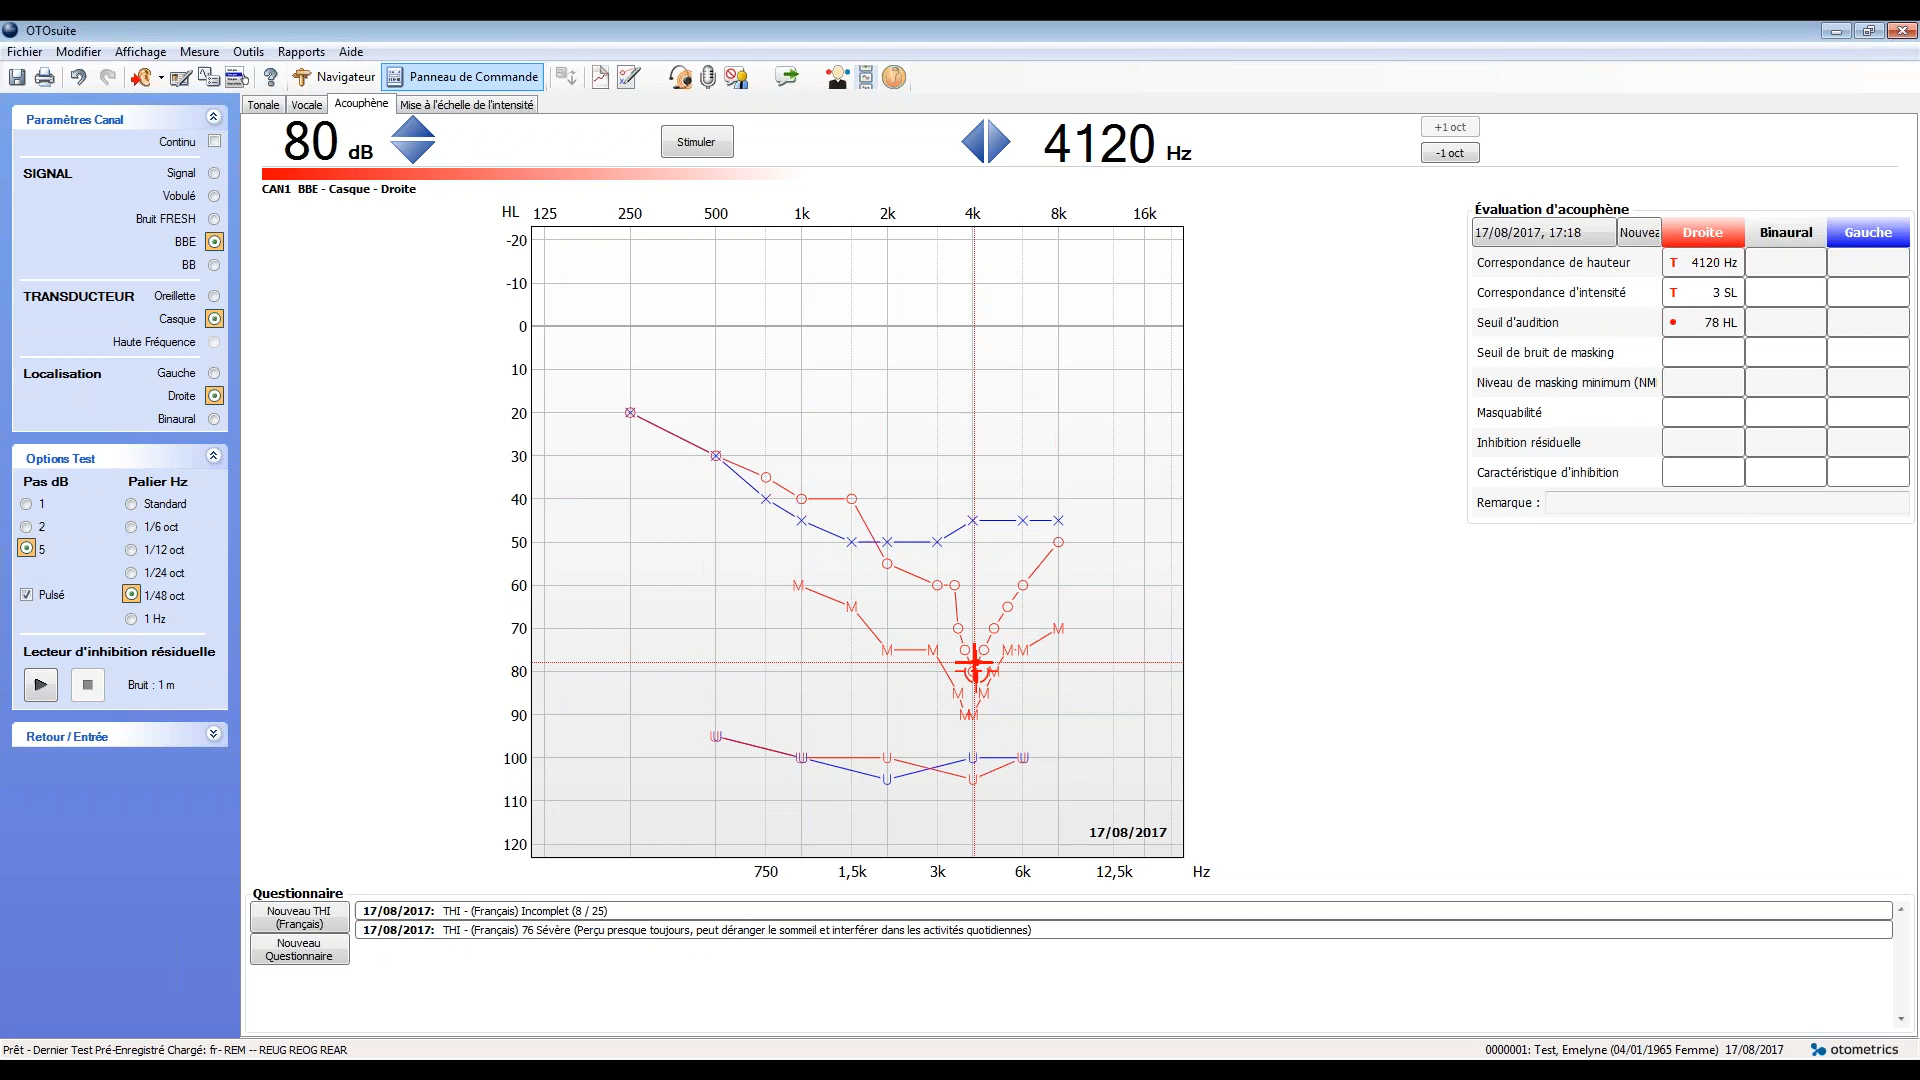 OTOsuite
Fichier Modifier Affichage Mesure Outils Rapports Aide
Navigateur Panneau de Commande
Tonale Vocale Acouphène Mise à l'échelle de l'intensité
Paramètres Canal
Continu
SIGNAL Signal
Vobulé
Bruit FRESH
BBE
BB
TRANSDUCTEUR Oreillette
Casque
Haute Fréquence
Localisation Gauche
Droite
Binaural
Options Test
Pas dB Palier Hz
1 Standard
2 1/6 oct
5 1/12 oct
1/24 oct
Pulsé 1/48 oct
1 Hz
Lecteur d'inhibition résiduelle
Bruit : 1 m
Retour / Entrée
80 dB Stimuler 4120 Hz +1 oct
-1 oct
CAN1 BBE - Casque - Droite
HL 125 250 500 1k 2k 4k 8k 16k
-20
-10
0
10
20
30
40
50
60
70
80
90
100
110
120
17/08/2017
750 1,5k 3k 6k 12,5k Hz
Évaluation d'acouphène
17/08/2017, 17:18 Nouvea Droite Binaural Gauche
Correspondance de hauteur T 4120 Hz
Correspondance d'intensité T 3 SL
Seuil d'audition 78 HL
Seuil de bruit de masking
Niveau de masking minimum (NM
Masquabilité
Inhibition résiduelle
Caractéristique d'inhibition
Remarque :
Questionnaire
Nouveau THI (Français)
17/08/2017: THI - (Français) Incomplet (8 / 25)
17/08/2017: THI - (Français) 76 Sévère (Perçu presque toujours, peut déranger le sommeil et interférer dans les activités quotidiennes)
Nouveau Questionnaire
Prêt - Dernier Test Pré-Enregistré Chargé: fr- REM -- REUG REOG REAR
0000001: Test, Emelyne (04/01/1965 Femme) 17/08/2017 otometrics